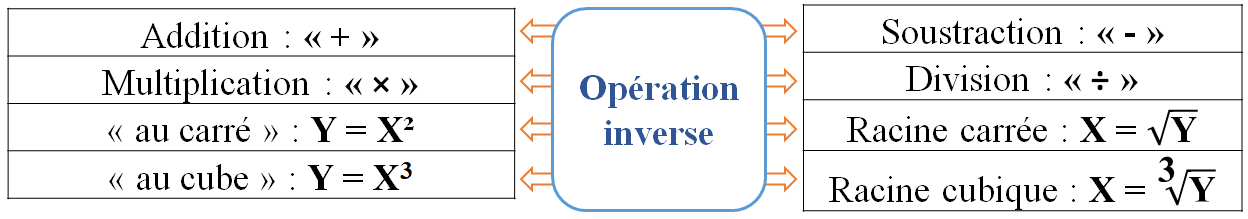 Addition : « + »
Multiplication : « × »
« au carré » : Y = X²
« au cube » : Y = X³
Opération
inverse
Soustraction : « - »
Division : « ÷ »
Racine carrée : X = √Y
Racine cubique : X = ³√Y